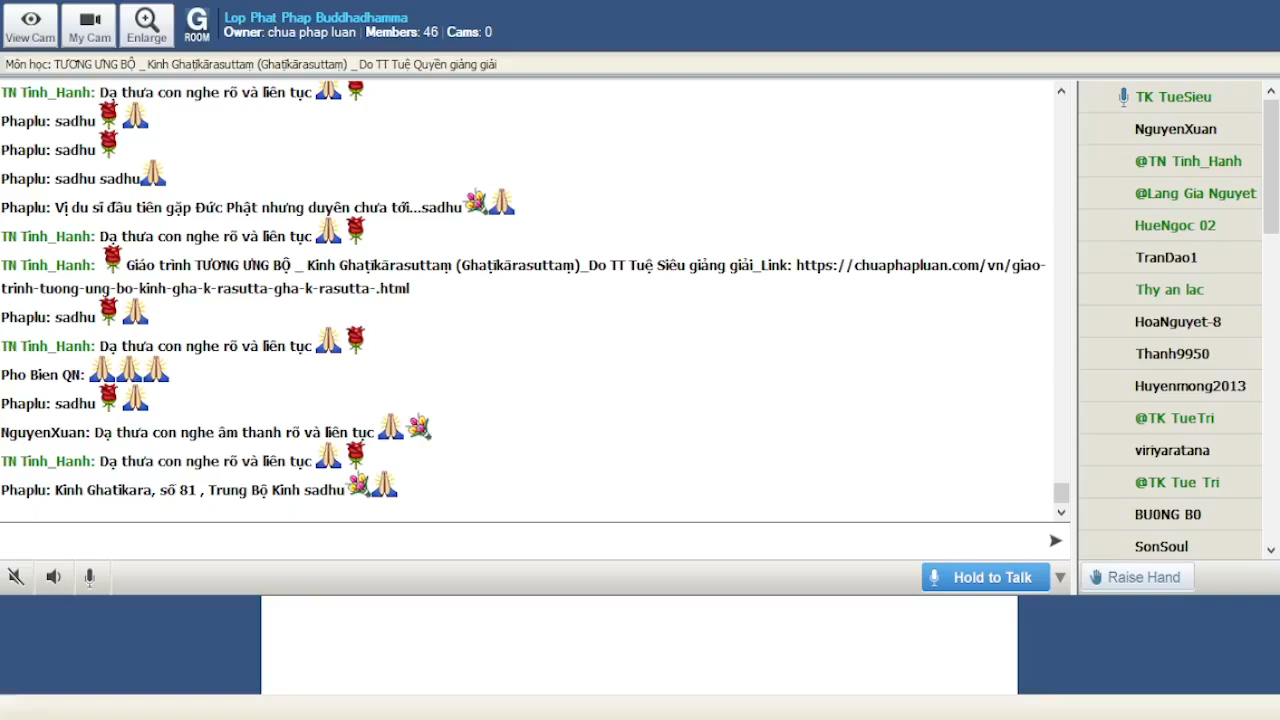 View Cam
My Cam
Enlarge
G
ROOM
Lop Phat Phap Buddhadhamma
Owner: chua phap luan | Members: 46 | Cams: 0
Môn học: TƯƠNG ƯNG BỘ _ Kinh Ghaṭīkārasuttaṃ (Ghaṭīkārasuttaṃ) _ Do TT Tuệ Quyền giảng giải
TN Tinh_Hanh: Dạ thưa con nghe rõ và liên tục
Phaplu: sadhu
Phaplu: sadhu
Phaplu: sadhu sadhu
Phaplu: Vị du sĩ đầu tiên gặp Đức Phật nhưng duyên chưa tới...sadhu
TN Tinh_Hanh: Dạ thưa con nghe rõ và liên tục
TN Tinh_Hanh: Giáo trình TƯƠNG ƯNG BỘ _ Kinh Ghaṭīkārasuttaṃ (Ghaṭīkārasuttaṃ)_Do TT Tuệ Siêu giảng giải_Link: https://chuaphapluan.com/vn/giao-
trinh-tuong-ung-bo-kinh-gha-k-rasutta-gha-k-rasutta-.html
Phaplu: sadhu
TN Tinh_Hanh: Dạ thưa con nghe rõ và liên tục
Pho Bien QN:
Phaplu: sadhu
NguyenXuan: Dạ thưa con nghe âm thanh rõ và liên tục
TN Tinh_Hanh: Dạ thưa con nghe rõ và liên tục
Phaplu: Kinh Ghatikara, số 81 , Trung Bộ Kinh sadhu
TK TueSieu
NguyenXuan
@TN Tinh_Hanh
@Lang Gia Nguyet
HueNgoc 02
TranDao1
Thy an lac
HoaNguyet-8
Thanh9950
Huyenmong2013
@TK TueTri
viriyaratana
@TK Tue Tri
BU0NG B0
SonSoul
Hold to Talk
Raise Hand